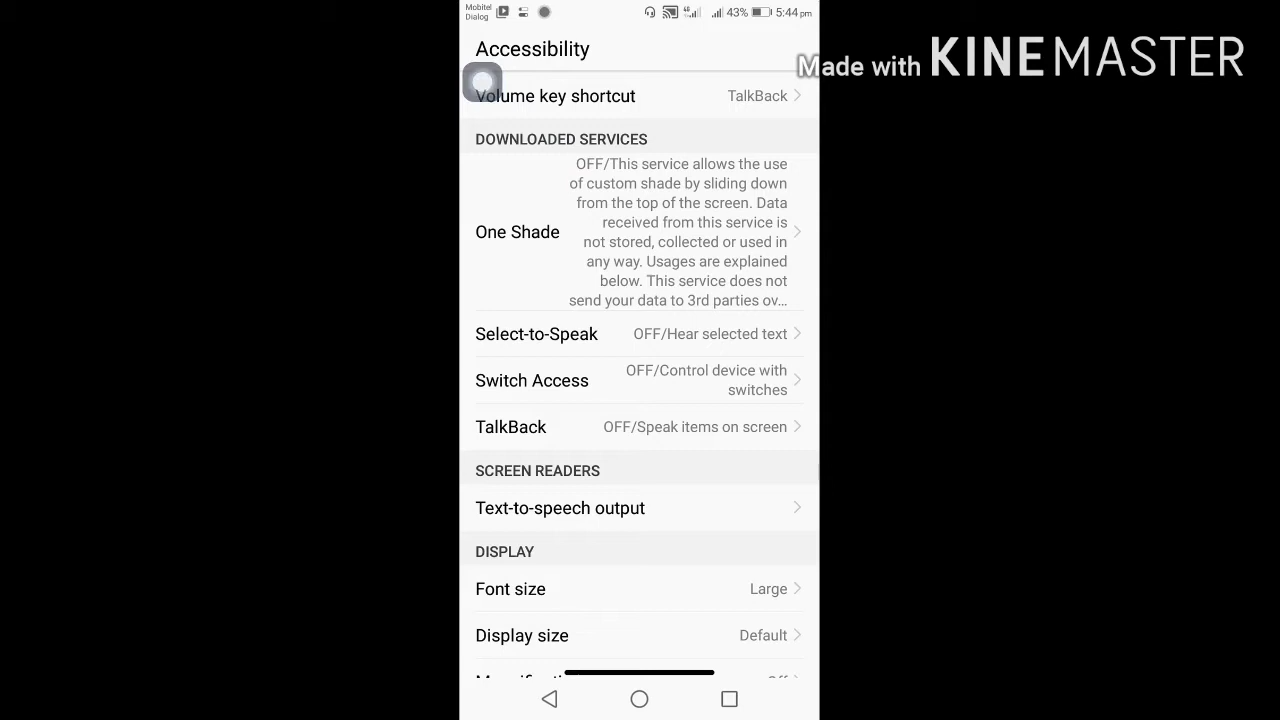 Mobitel
Dialog
4G
43%
5:44 pm
Accessibility
Made with KINEMASTER
Volume key shortcut
TalkBack
DOWNLOADED SERVICES
One Shade
OFF/This service allows the use
of custom shade by sliding down
from the top of the screen. Data
received from this service is
not stored, collected or used in
any way. Usages are explained
below. This service does not
send your data to 3rd parties ov...
Select-to-Speak
OFF/Hear selected text
Switch Access
OFF/Control device with
switches
TalkBack
OFF/Speak items on screen
SCREEN READERS
Text-to-speech output
DISPLAY
Font size
Large
Display size
Default